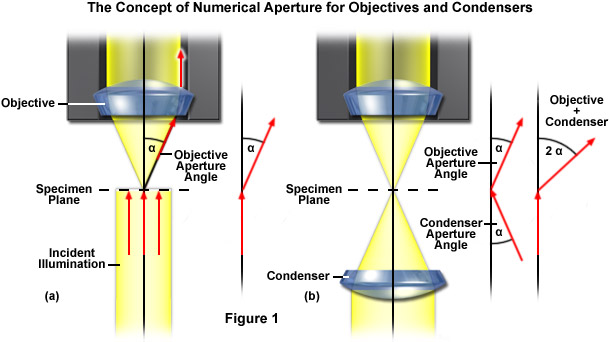 The Concept of Numerical Aperture for Objectives and Condensers
Objective
α
α
Objective
Aperture
Angle
Specimen
Plane
Incident
Illumination
(a)
Objective
+
Condenser
α
2 α
Objective
Aperture
Angle
Specimen
Plane
Condenser
Aperture
Angle
α
Condenser
(b)
Figure 1